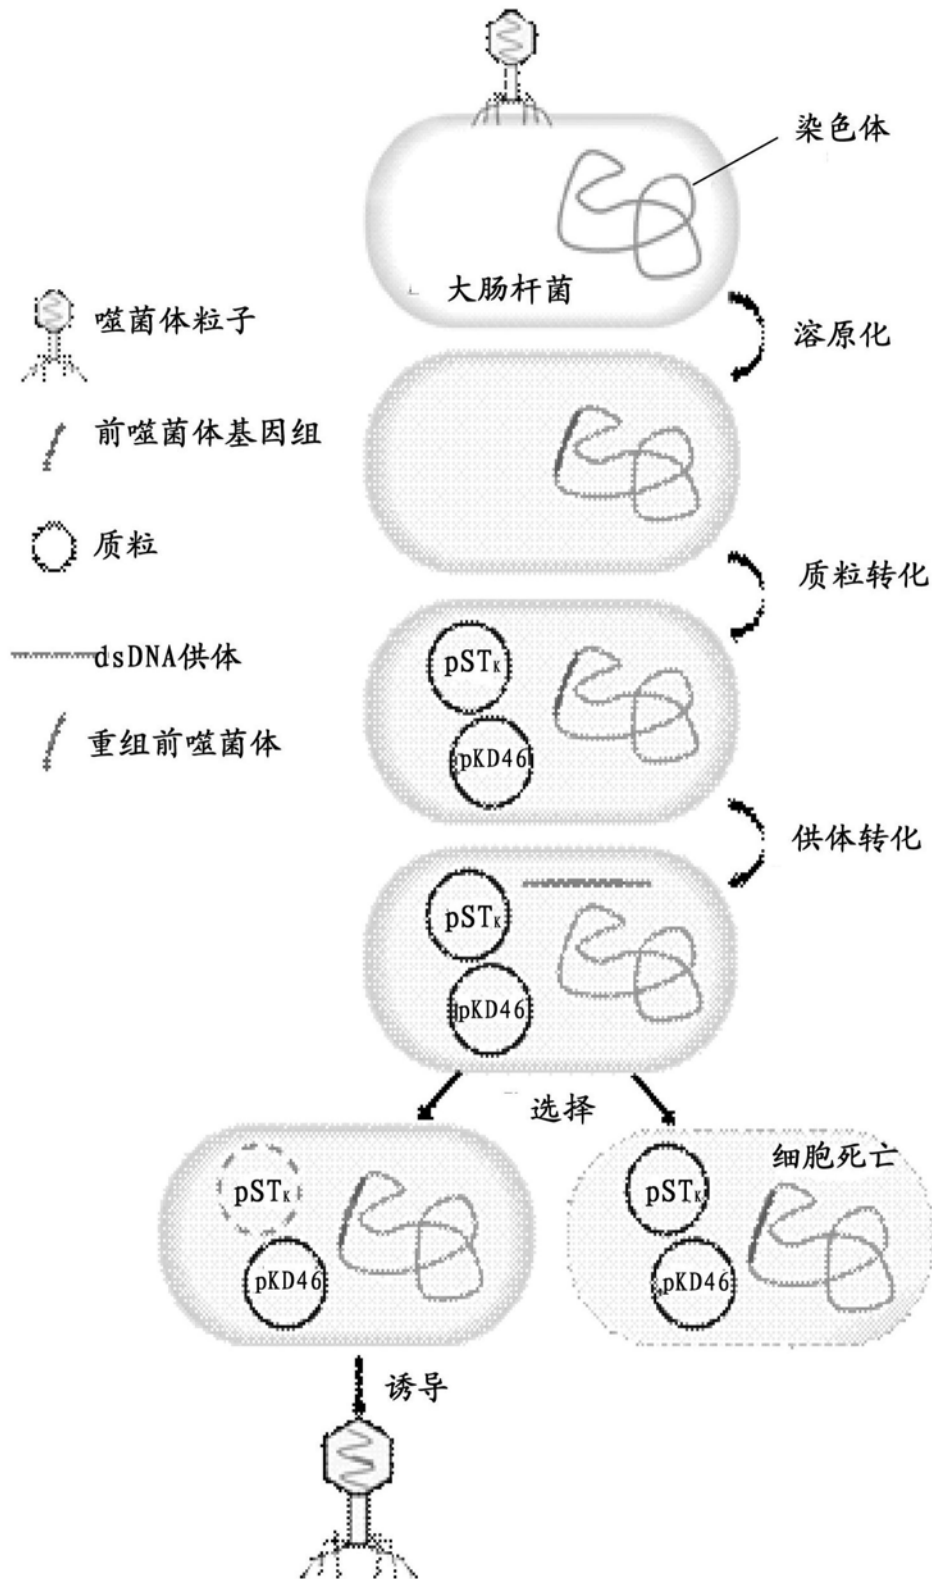 染色体
大肠杆菌
溶原化
噬菌体粒子
前噬菌体基因组
质粒
dsDNA供体
重组前噬菌体
质粒转化
pSTK
pKD46
供体转化
pSTK
pKD46
选择
pSTK
pKD46
细胞死亡
pSTK
pKD46
诱导